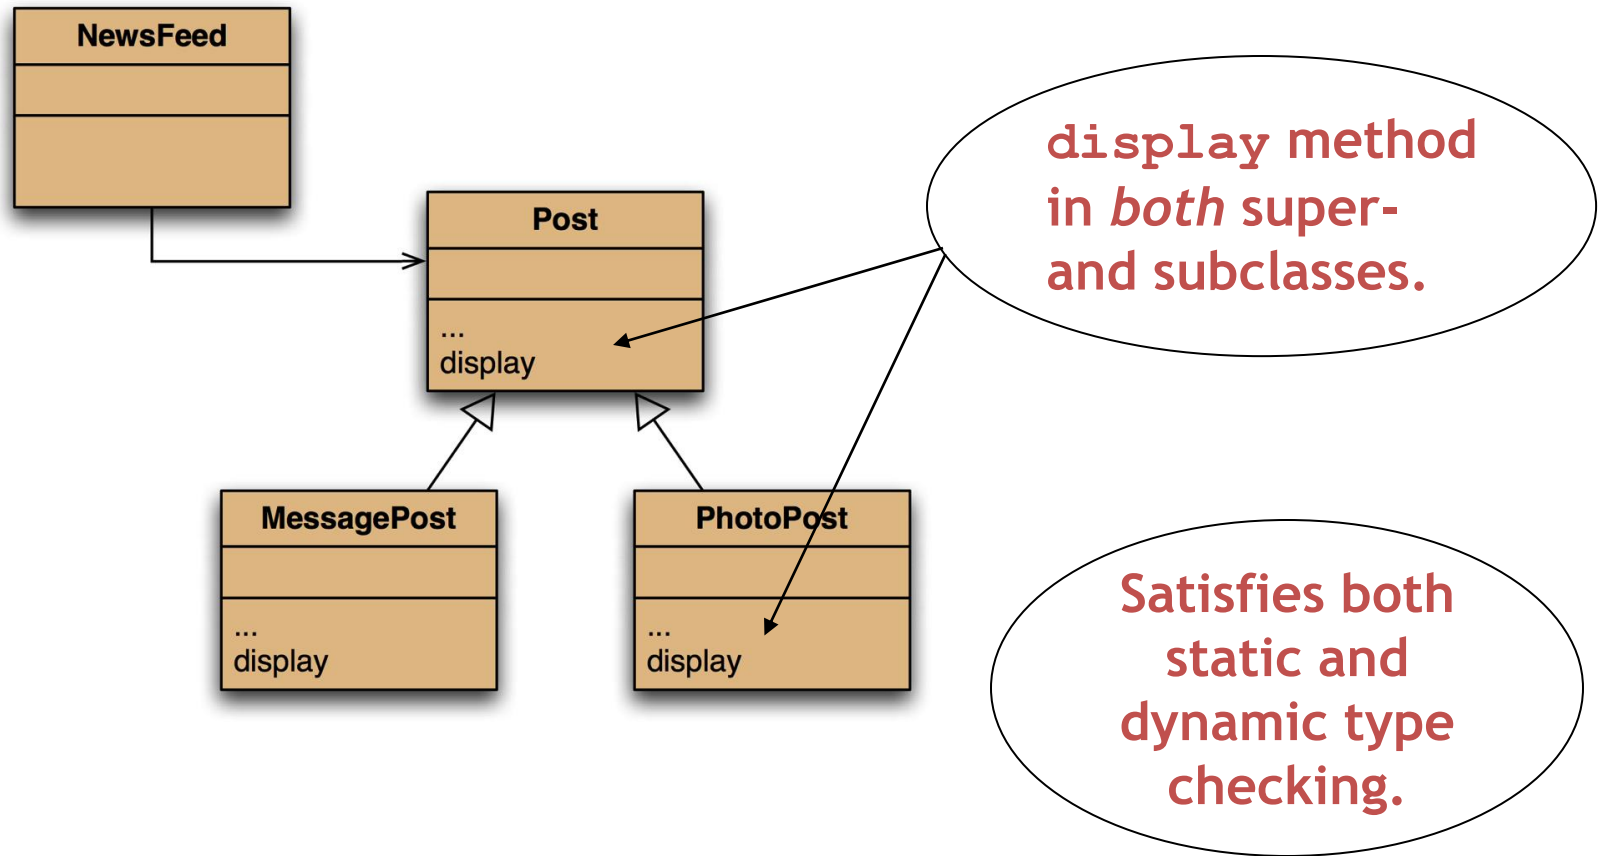 NewsFeed
Post
...
display
MessagePost
...
display
PhotoPost
...
display
display method
in both super-
and subclasses.
Satisfies both
static and
dynamic type
checking.